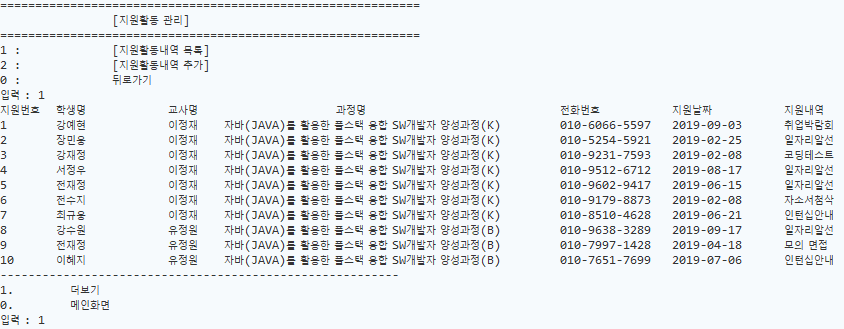 ============================================================
[지원활동 관리]
============================================================
1 : [지원활동내역 목록]
2 : [지원활동내역 추가]
0 : 뒤로가기
입력 : 1
지원번호 학생명 교사명 과정명 전화번호 지원날짜 지원내역
1 강예현 이정재 자바(JAVA)를 활용한 풀스택 융합 SW개발자 양성과정(K) 010-6066-5597 2019-09-03 취업박람회
2 장민웅 이정재 자바(JAVA)를 활용한 풀스택 융합 SW개발자 양성과정(K) 010-5254-5921 2019-02-25 일자리알선
3 강재정 이정재 자바(JAVA)를 활용한 풀스택 융합 SW개발자 양성과정(K) 010-9231-7593 2019-02-08 코딩테스트
4 서정우 이정재 자바(JAVA)를 활용한 풀스택 융합 SW개발자 양성과정(K) 010-9512-6712 2019-08-17 일자리알선
5 전재정 이정재 자바(JAVA)를 활용한 풀스택 융합 SW개발자 양성과정(K) 010-9602-9417 2019-06-15 일자리알선
6 전수지 이정재 자바(JAVA)를 활용한 풀스택 융합 SW개발자 양성과정(K) 010-9179-8873 2019-02-08 자소서첨삭
7 최규웅 이정재 자바(JAVA)를 활용한 풀스택 융합 SW개발자 양성과정(K) 010-8510-4628 2019-06-21 인턴십안내
8 강수원 유정원 자바(JAVA)를 활용한 풀스택 융합 SW개발자 양성과정(B) 010-9638-3289 2019-09-17 일자리알선
9 전재정 유정원 자바(JAVA)를 활용한 풀스택 융합 SW개발자 양성과정(B) 010-7997-1428 2019-04-18 모의 면접
10 이혜지 유정원 자바(JAVA)를 활용한 풀스택 융합 SW개발자 양성과정(B) 010-7651-7699 2019-07-06 인턴십안내
---------------------------------------------------------
1. 더보기
0. 메인화면
입력 : 1